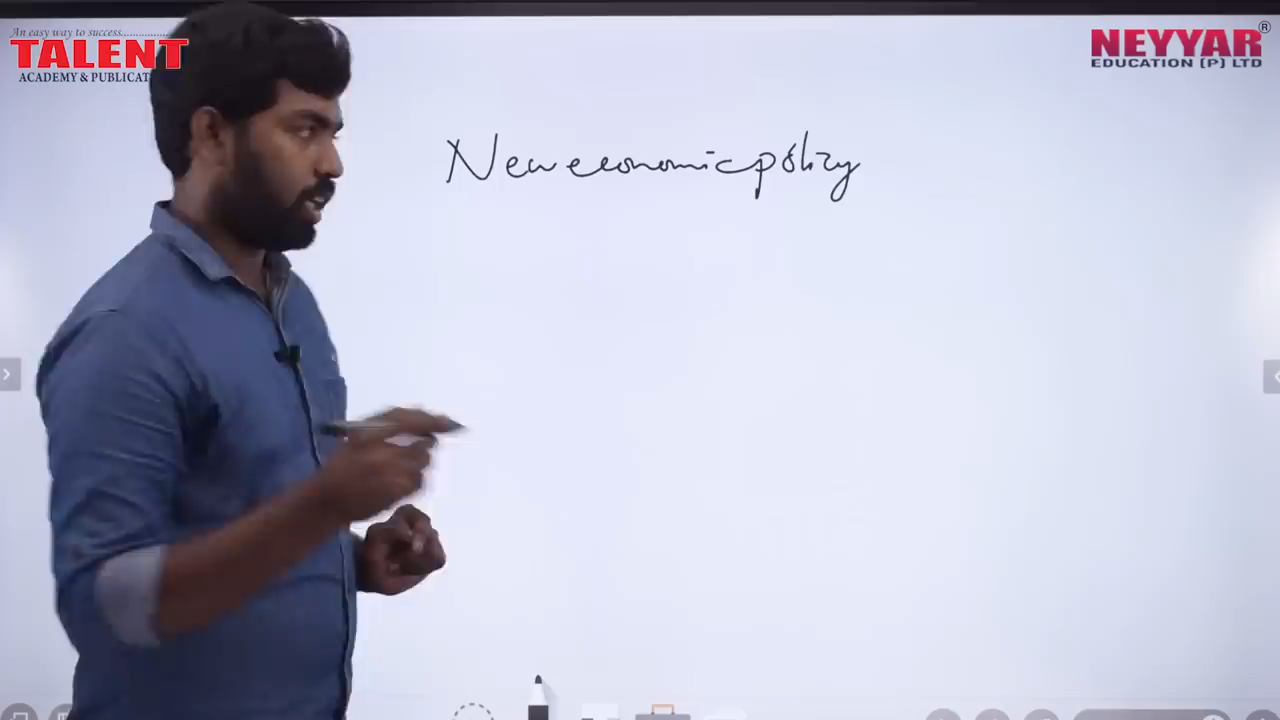 An easy way to success.................
TALENT
ACADEMY & PUBLICAT
NEYYAR®
EDUCATION (P) LTD
New economic policy